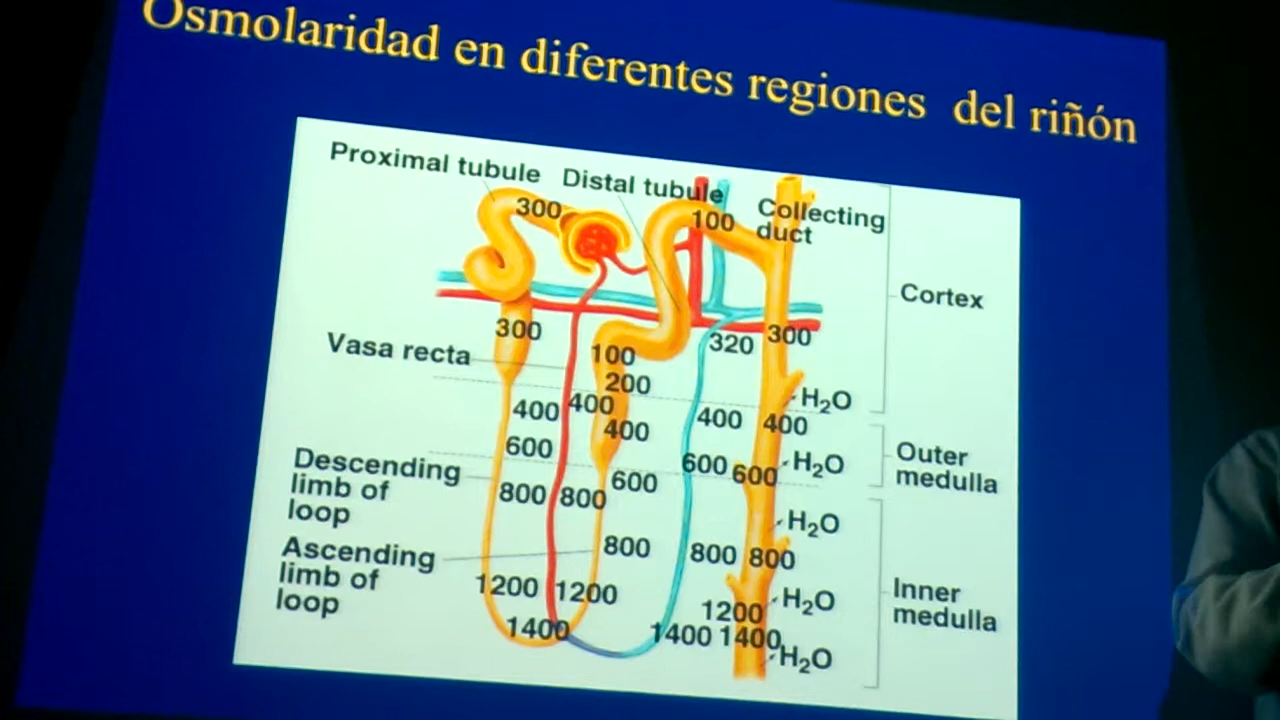 Osmolaridad en diferentes regiones del riñón
Proximal tubule
Distal tubule
Collecting
duct
300
100
Cortex
300
320
300
Vasa recta
100
200
H₂O
400
400
400
400
400
Outer
medulla
600
600
600
600
H₂O
Descending
limb of
loop
800
800
H₂O
Ascending
limb of
loop
800
800
800
1200
1200
1200
H₂O
Inner
medulla
1400
1400
1400
H₂O